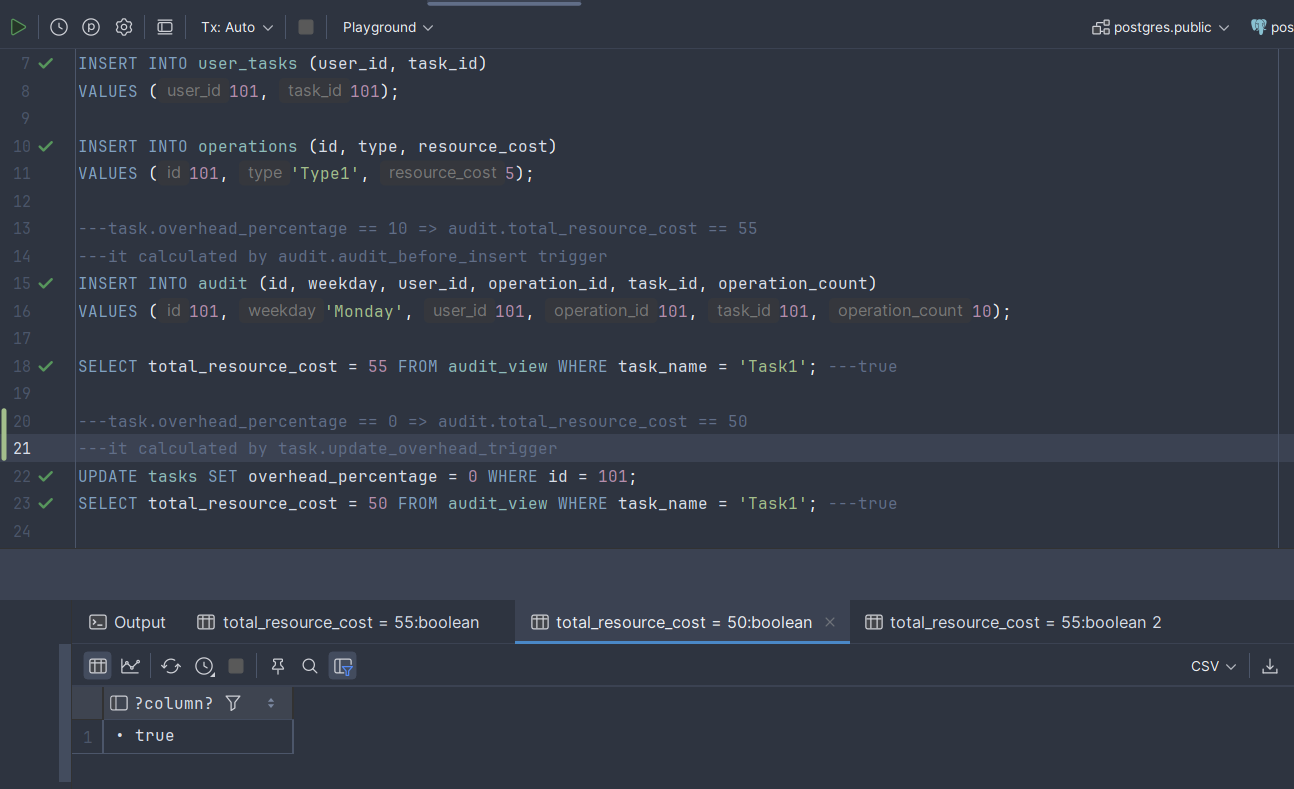 Tx: Auto Playground postgres.public pos
7 INSERT INTO user_tasks (user_id, task_id)
8 VALUES ( user_id 101, task_id 101);
9
10 INSERT INTO operations (id, type, resource_cost)
11 VALUES ( id 101, type 'Type1', resource_cost 5);
12
13 ---task.overhead_percentage == 10 => audit.total_resource_cost == 55
14 ---it calculated by audit.audit_before_insert trigger
15 INSERT INTO audit (id, weekday, user_id, operation_id, task_id, operation_count)
16 VALUES ( id 101, weekday 'Monday', user_id 101, operation_id 101, task_id 101, operation_count 10);
17
18 SELECT total_resource_cost = 55 FROM audit_view WHERE task_name = 'Task1'; ---true
19
20 ---task.overhead_percentage == 0 => audit.total_resource_cost == 50
21 ---it calculated by task.update_overhead_trigger
22 UPDATE tasks SET overhead_percentage = 0 WHERE id = 101;
23 SELECT total_resource_cost = 50 FROM audit_view WHERE task_name = 'Task1'; ---true
24
Output total_resource_cost = 55:boolean total_resource_cost = 50:boolean total_resource_cost = 55:boolean 2
CSV
?column?
1 true